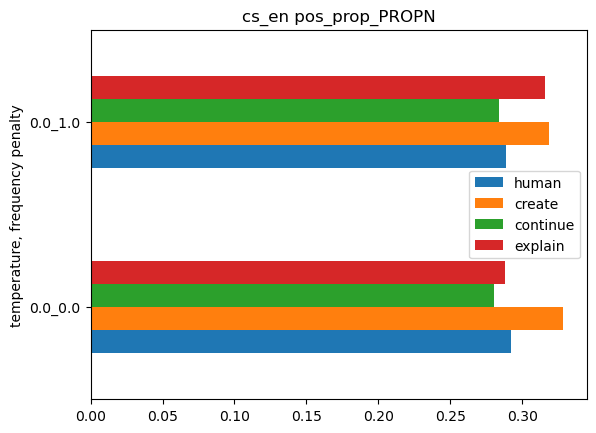 cs_en pos_prop_PROPN
temperature, frequency penalty
0.0_1.0
0.0_0.0
human
create
continue
explain
0.00 0.05 0.10 0.15 0.20 0.25 0.30